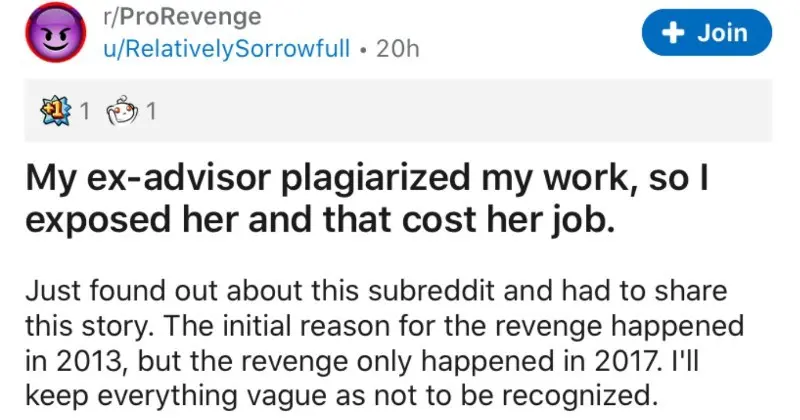 r/ProRevenge
u/RelativelySorrowfull • 20h
+ Join
+1 1 1
My ex-advisor plagiarized my work, so I
exposed her and that cost her job.
Just found out about this subreddit and had to share
this story. The initial reason for the revenge happened
in 2013, but the revenge only happened in 2017. I'll
keep everything vague as not to be recognized.